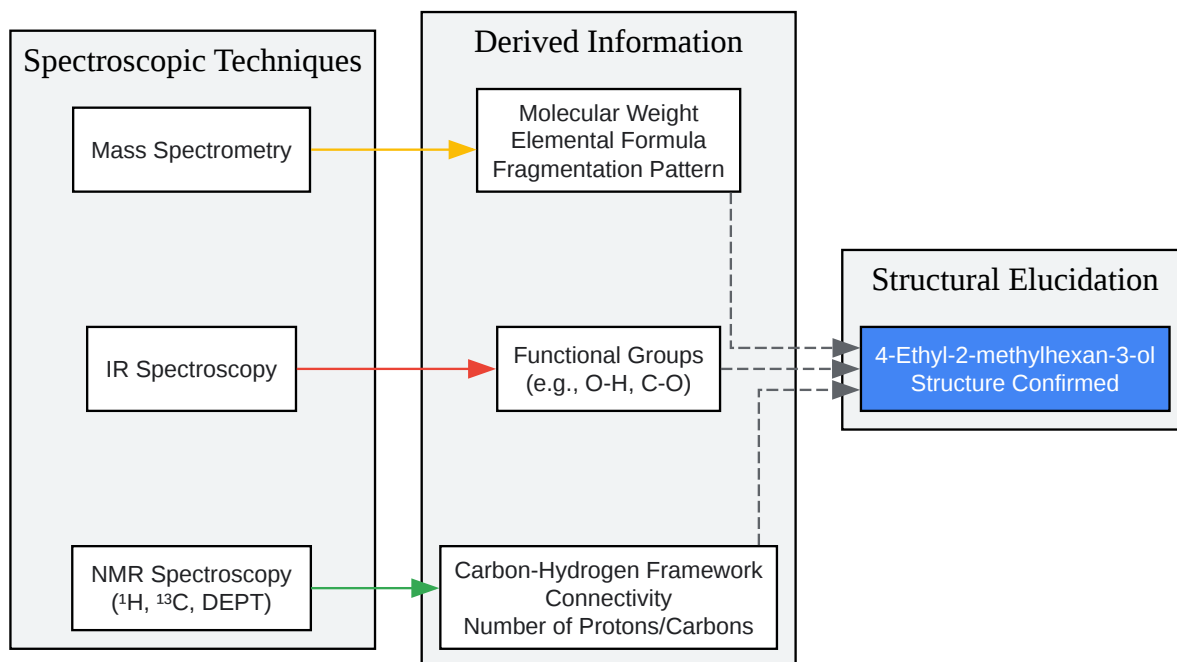 Spectroscopic Techniques
Mass Spectrometry
IR Spectroscopy
NMR Spectroscopy
(¹H, ¹³C, DEPT)
Derived Information
Molecular Weight
Elemental Formula
Fragmentation Pattern
Functional Groups
(e.g., O-H, C-O)
Carbon-Hydrogen Framework
Connectivity
Number of Protons/Carbons
Structural Elucidation
4-Ethyl-2-methylhexan-3-ol
Structure Confirmed